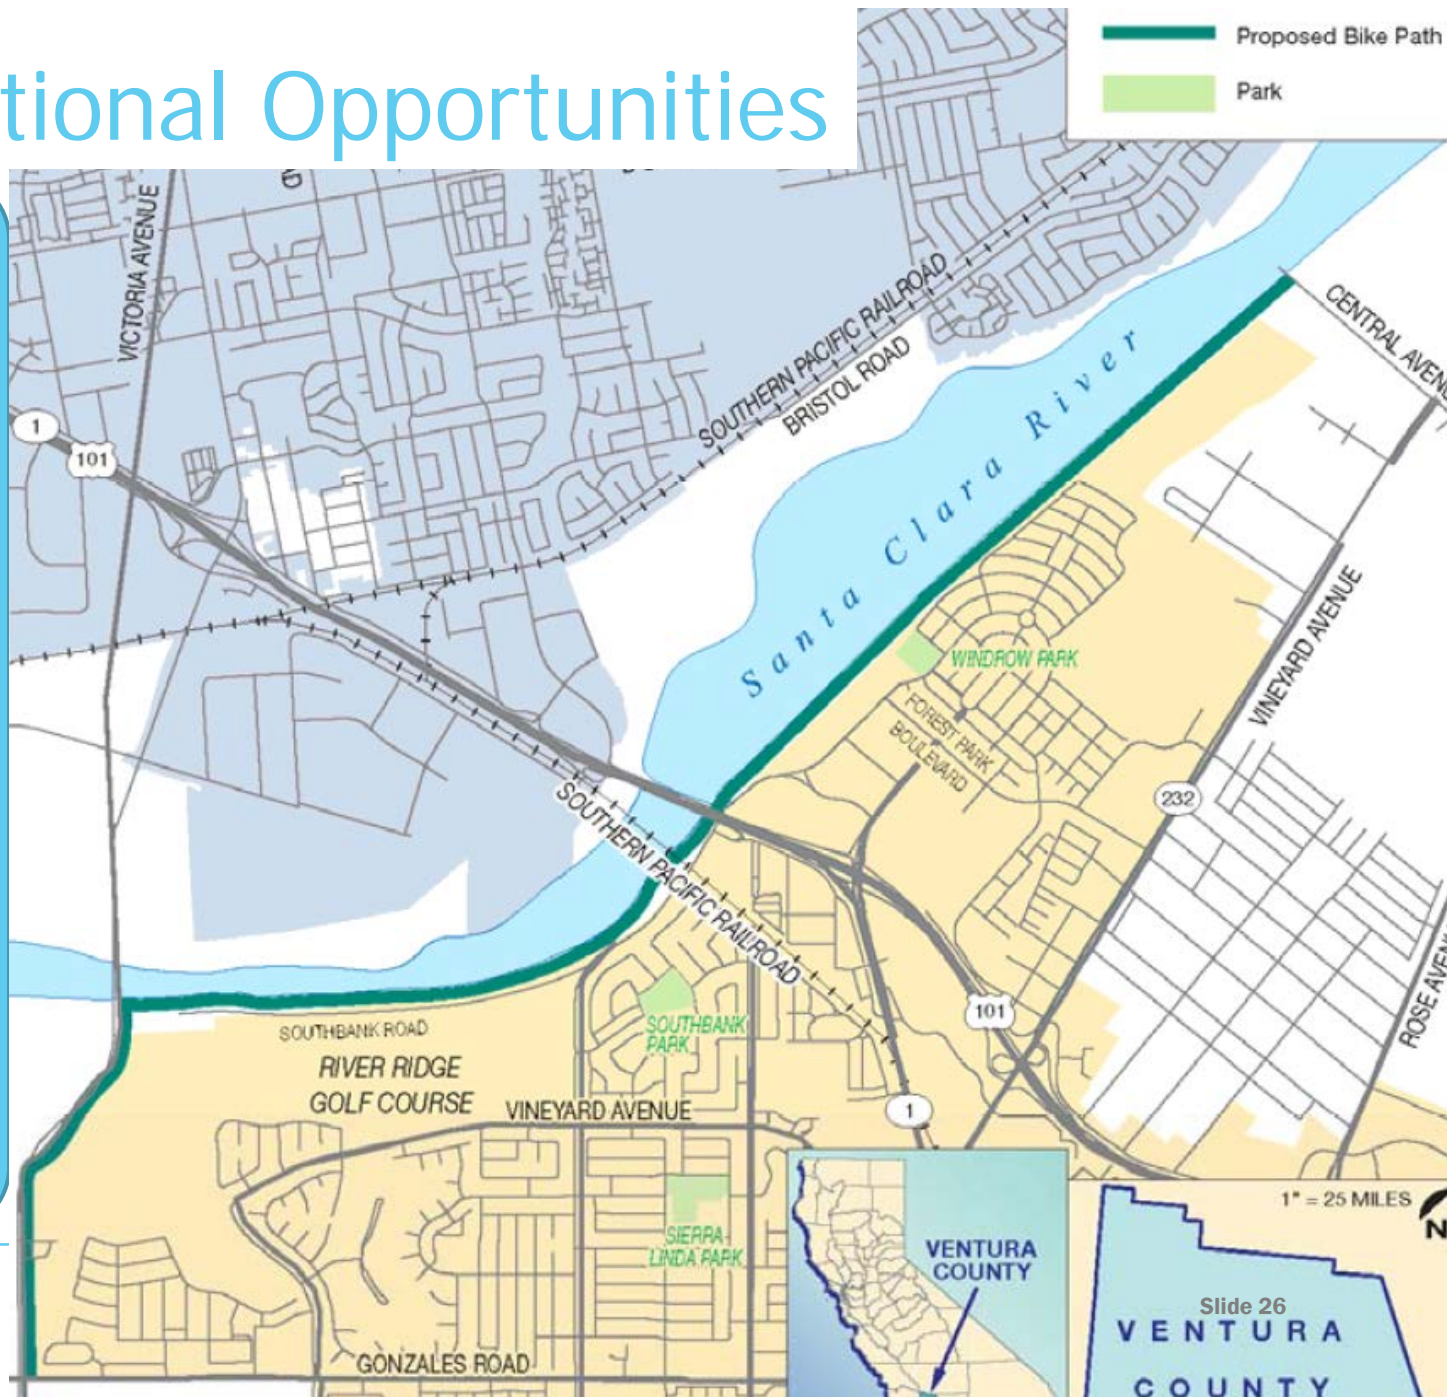 tional Opportunities
Proposed Bike Path
Park
VICTORIA AVENUE
1
101
SOUTHERN PACIFIC RAILROAD
BRISTOL ROAD
Santa Clara River
CENTRAL AVEN
VINEYARD AVENUE
WINDROW PARK
FOREST PARK
BOULEVARD
232
SOUTHERN PACIFIC RAILROAD
ROSE AVEN
101
SOUTHBANK ROAD
SOUTHBANK
PARK
RIVER RIDGE
GOLF COURSE
VINEYARD AVENUE
1
SIERRA
LINDA PARK
GONZALES ROAD
VENTURA
COUNTY
1" = 25 MILES
N
Slide 26
VENTURA
COUNTY